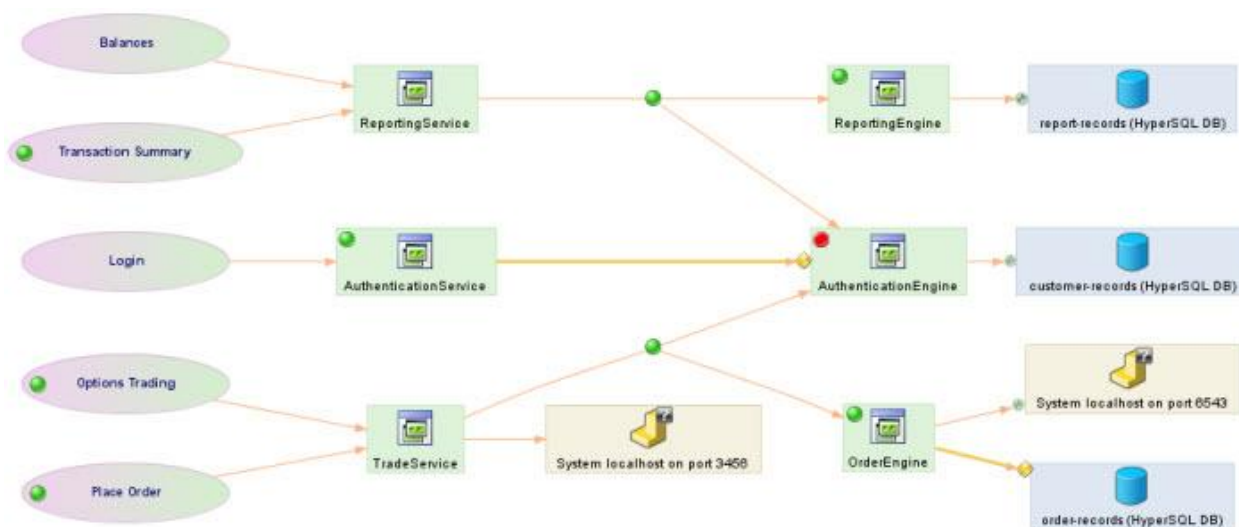 Balances
ReportingService
ReportingEngine
report-records (HyperSQL DB)
Transaction Summary
Login
AuthenticationService
AuthenticationEngine
customer-records (HyperSQL DB)
Options Trading
System localhost on port 6543
TradeService
System localhost on port 3456
OrderEngine
Place Order
order-records (HyperSQL DB)